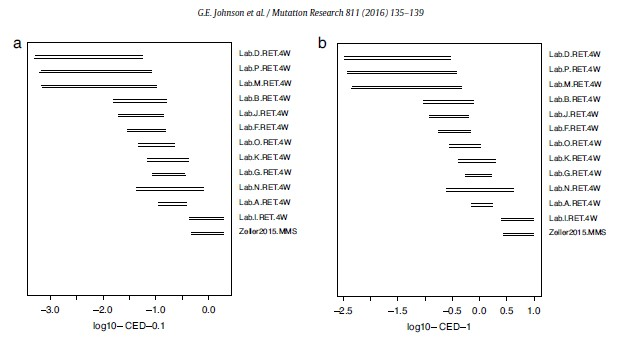 G.E. Johnson et al. / Mutation Research 811 (2016) 135–139
a
Lab.D.RET.4W
Lab.P.RET.4W
Lab.M.RET.4W
Lab.B.RET.4W
Lab.J.RET.4W
Lab.F.RET.4W
Lab.O.RET.4W
Lab.K.RET.4W
Lab.G.RET.4W
Lab.N.RET.4W
Lab.A.RET.4W
Lab.I.RET.4W
Zeller2015.MMS
−3.0 −2.0 −1.0 0.0
log10−CED−0.1
b
Lab.D.RET.4W
Lab.P.RET.4W
Lab.M.RET.4W
Lab.B.RET.4W
Lab.J.RET.4W
Lab.F.RET.4W
Lab.O.RET.4W
Lab.K.RET.4W
Lab.G.RET.4W
Lab.N.RET.4W
Lab.A.RET.4W
Lab.I.RET.4W
Zeller2015.MMS
−2.5 −1.5 −0.5 0.0 0.5 1.0
log10−CED−1